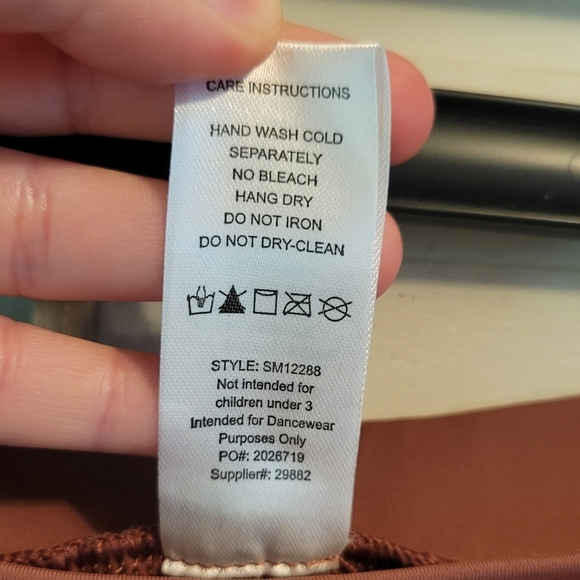 CARE INSTRUCTIONS
HAND WASH COLD
SEPARATELY
NO BLEACH
HANG DRY
DO NOT IRON
DO NOT DRY-CLEAN
STYLE: SM12288
Not intended for
children under 3
Intended for Dancewear
Purposes Only
PO#: 2026719
Supplier#: 29882